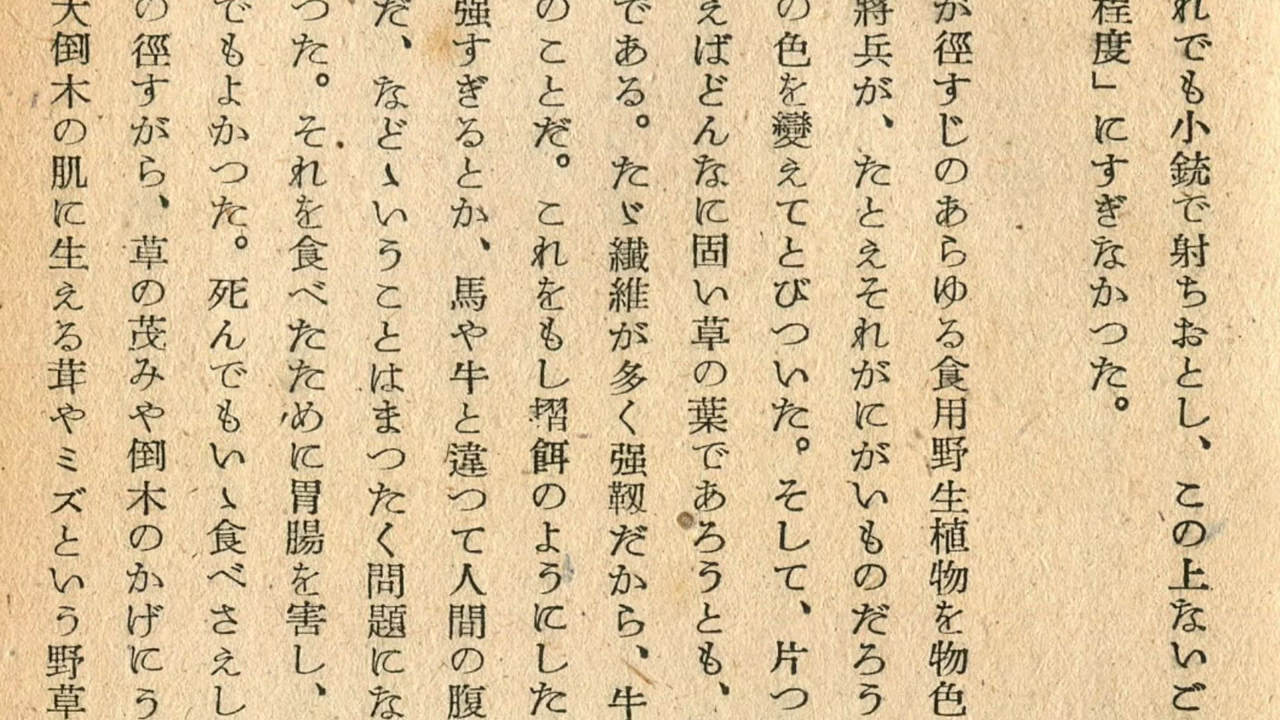 れでも小銃で射ちおとし、この上ないご
程度」にすぎなかつた。
が徑すじのあらゆる食用野生植物を物色
將兵が、たとえそれがにがいものだろう
の色を變えてとびついた。そして、片つ
えばどんなに固い草の葉であろうとも、
である。たゞ纖維が多く强靱だから、牛
のことだ。これをもし摺餌のようにした
强すぎるとか、馬や牛と違つて人間の腹
だ、などゝいうことはまつたく問題にな
つた。それを食べたために胃腸を害し、
でもよかつた。死んでもいゝ食べさえし
の徑すがら、草の茂みや倒木のかげにう
大倒木の肌に生える茸やミズという野草